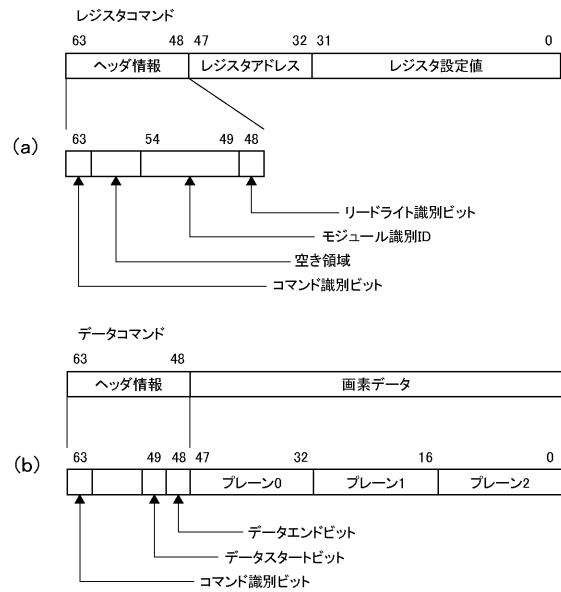 レジスタコマンド
63 48 47 32 31 0
ヘッダ情報 レジスタアドレス レジスタ設定値
(a)
63 54 49 48
リードライト識別ビット
モジュール識別ID
空き領域
コマンド識別ビット
データコマンド
63 48
ヘッダ情報 画素データ
(b)
63 49 48 47 32 16 0
プレーン0 プレーン1 プレーン2
データエンドビット
データスタートビット
コマンド識別ビット